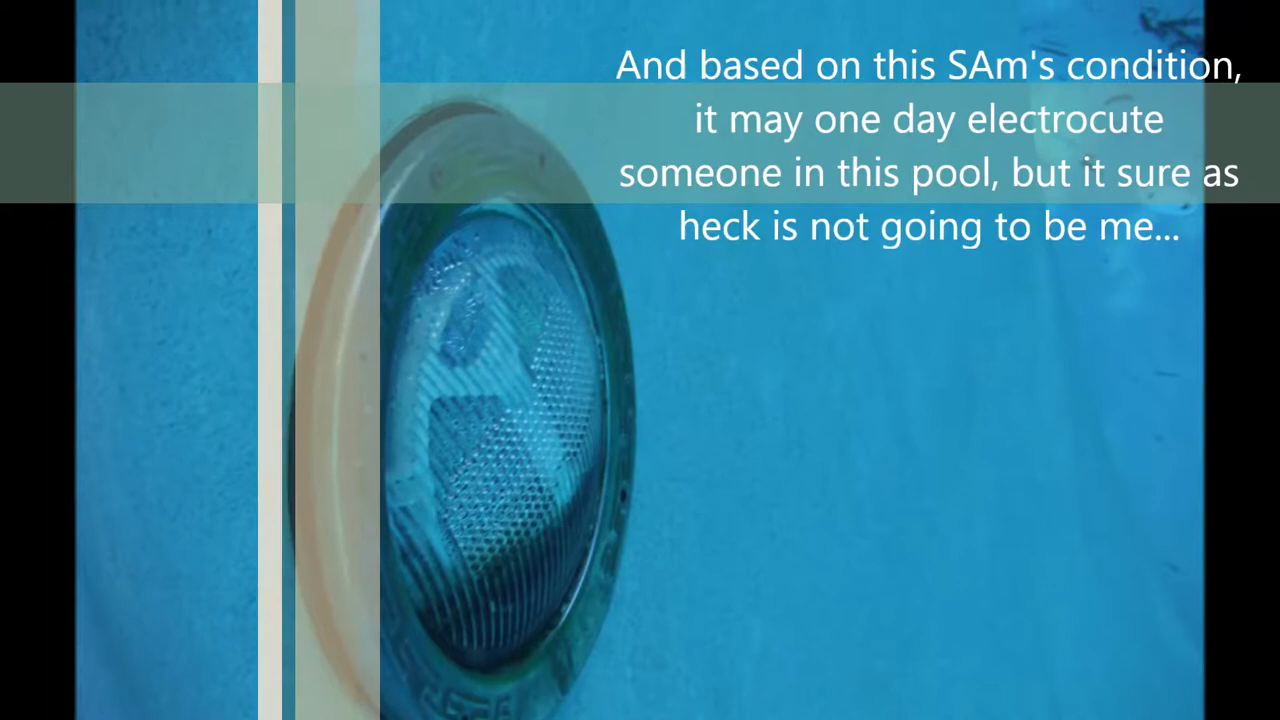 And based on this SAm's condition,
it may one day electrocute
someone in this pool, but it sure as
heck is not going to be me...